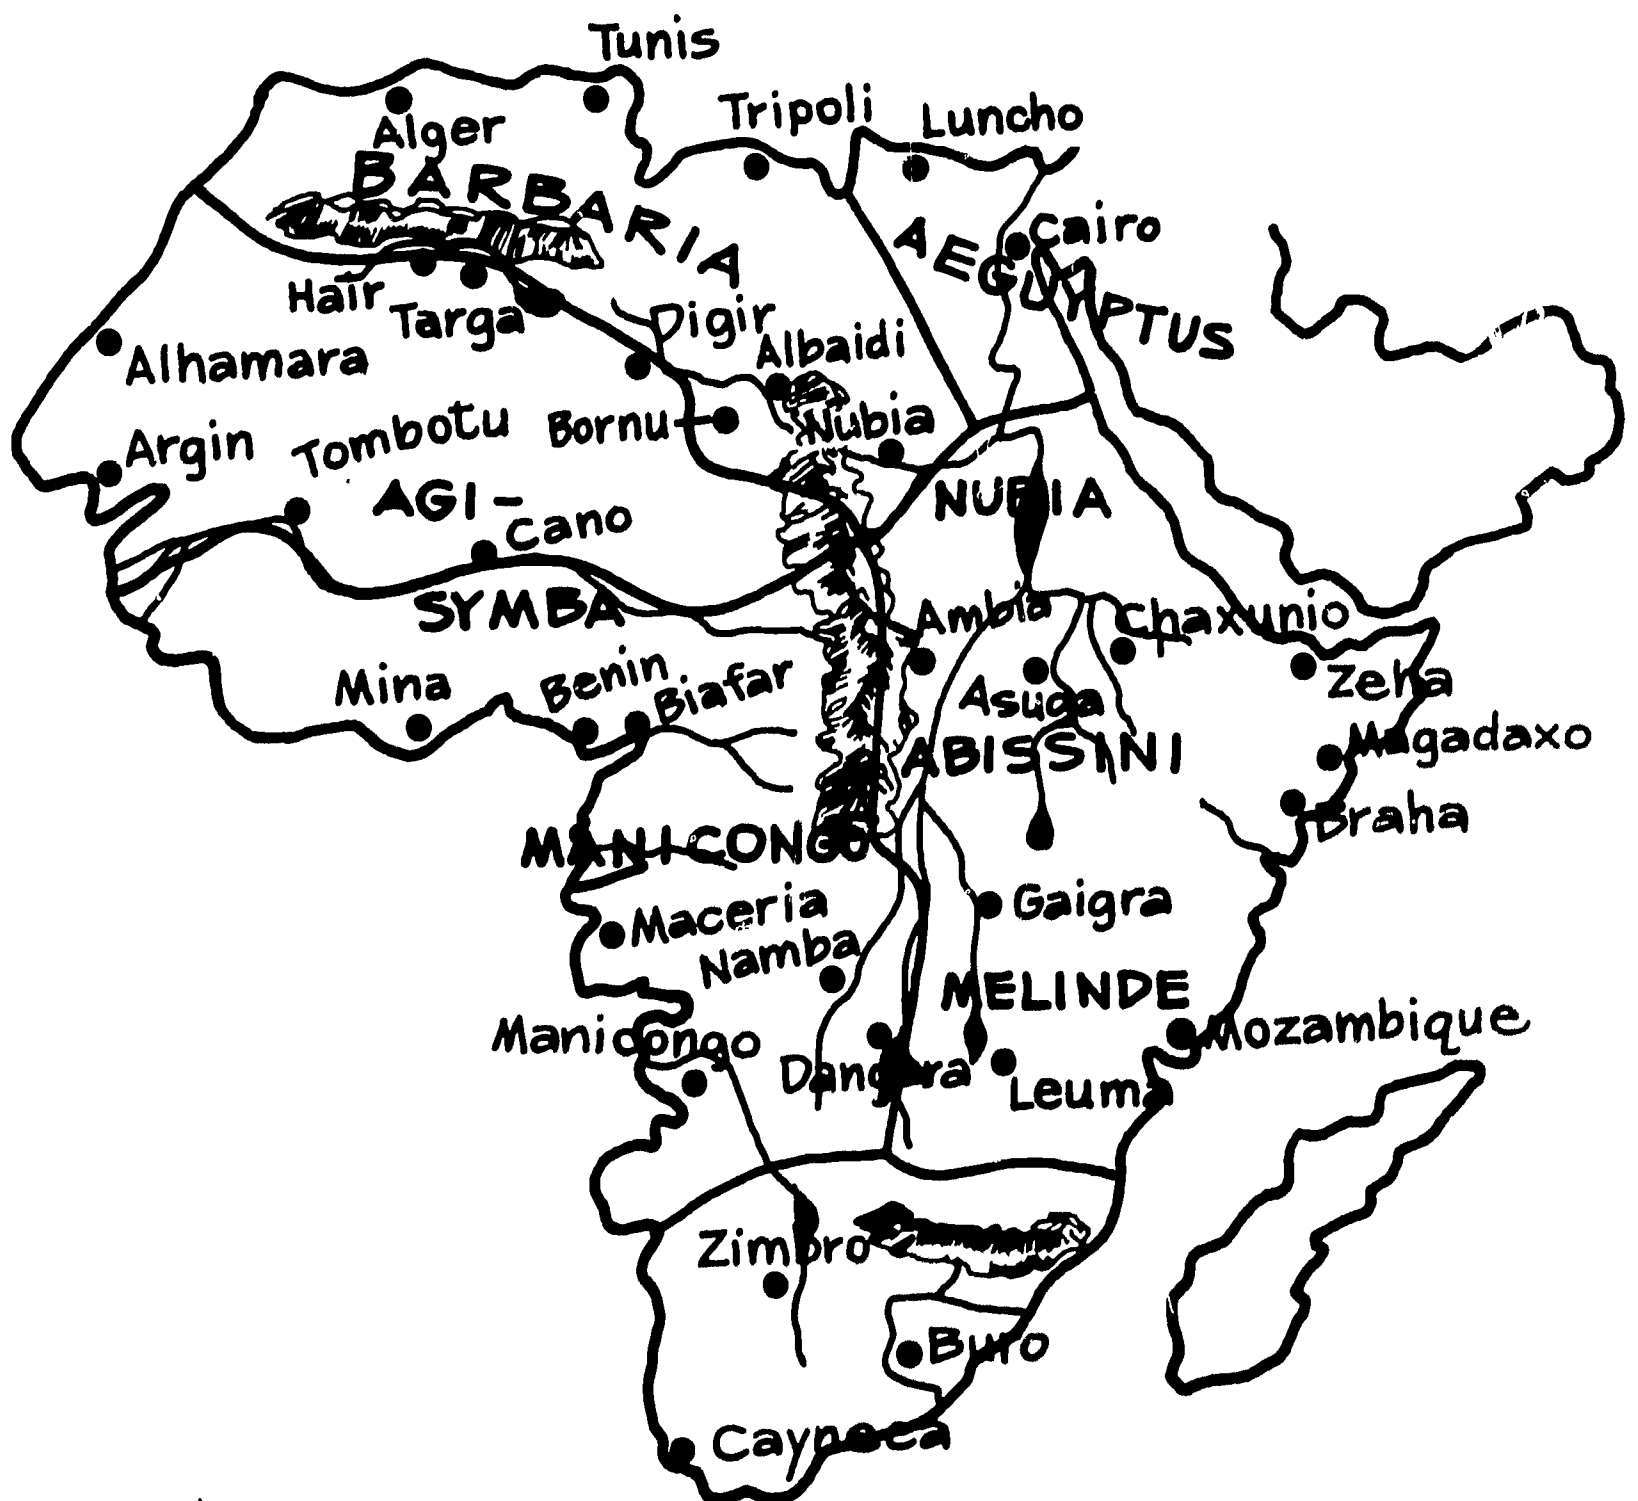 Tunis
Tripoli
Luncho
Alger
BARBARIA
AEGUYPTUS
Cairo
Hair
Targa
Digir
Albaidi
Alhamara
Argin
Tombotu
Bornu
Nubia
AGI-
Cano
NUBIA
SYMBA
Ambia
Chaxunio
Mina
Benin
Biafar
Asuga
Zeha
Magadaxo
ABISSINI
Braha
MANICONGO
Maceria
Gaigra
Namba
MELINDE
Manicongo
Mozambique
Dangara
Leuma
Zimbro
Buro
Cayneca